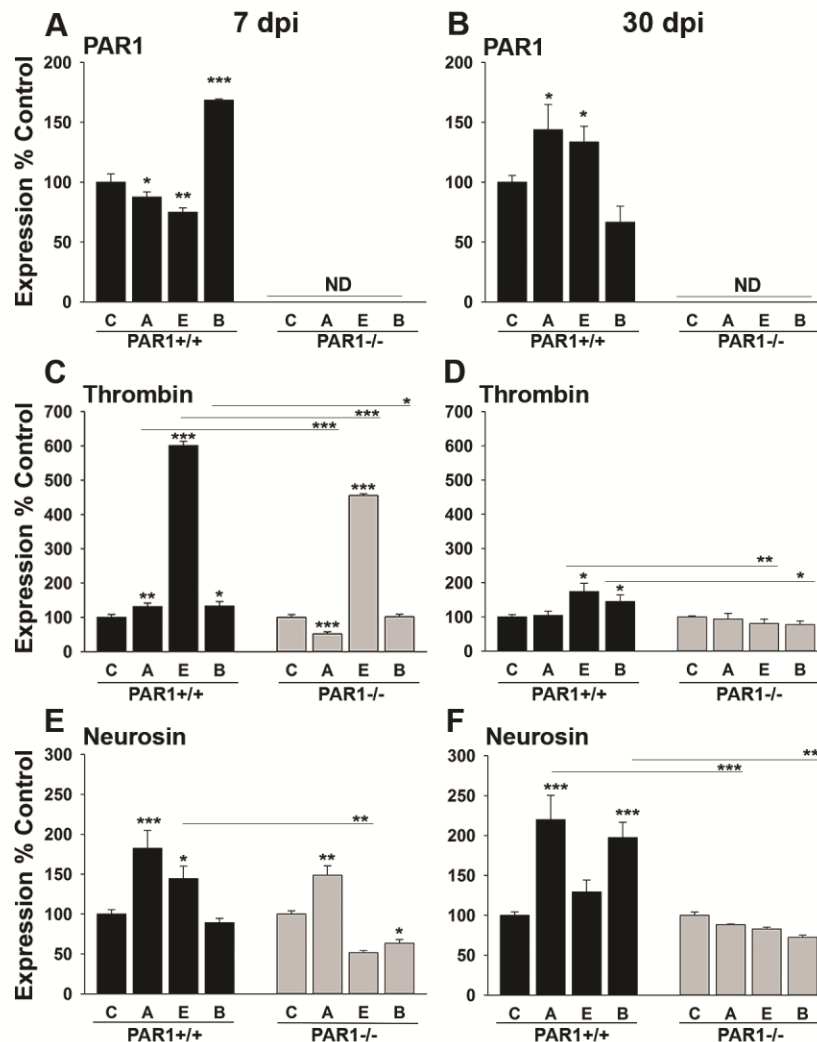 A 7 dpi B 30 dpi
PAR1
Expression % Control
200
150
100
50
0
*
**
***
ND
C A E B C A E B
PAR1+/+ PAR1-/-
200
150
100
50
0
*
*
ND
C A E B C A E B
PAR1+/+ PAR1-/-
C
Thrombin
Expression % Control
700
600
500
400
300
200
100
0
*
***
***
***
***
**
*
***
C A E B C A E B
PAR1+/+ PAR1-/-
D
Thrombin
700
600
500
400
300
200
100
0
**
*
*
*
C A E B C A E B
PAR1+/+ PAR1-/-
E
Neurosin
Expression % Control
300
250
200
150
100
50
0
**
***
*
**
*
C A E B C A E B
PAR1+/+ PAR1-/-
F
Neurosin
300
250
200
150
100
50
0
***
***
***
C A E B C A E B
PAR1+/+ PAR1-/-